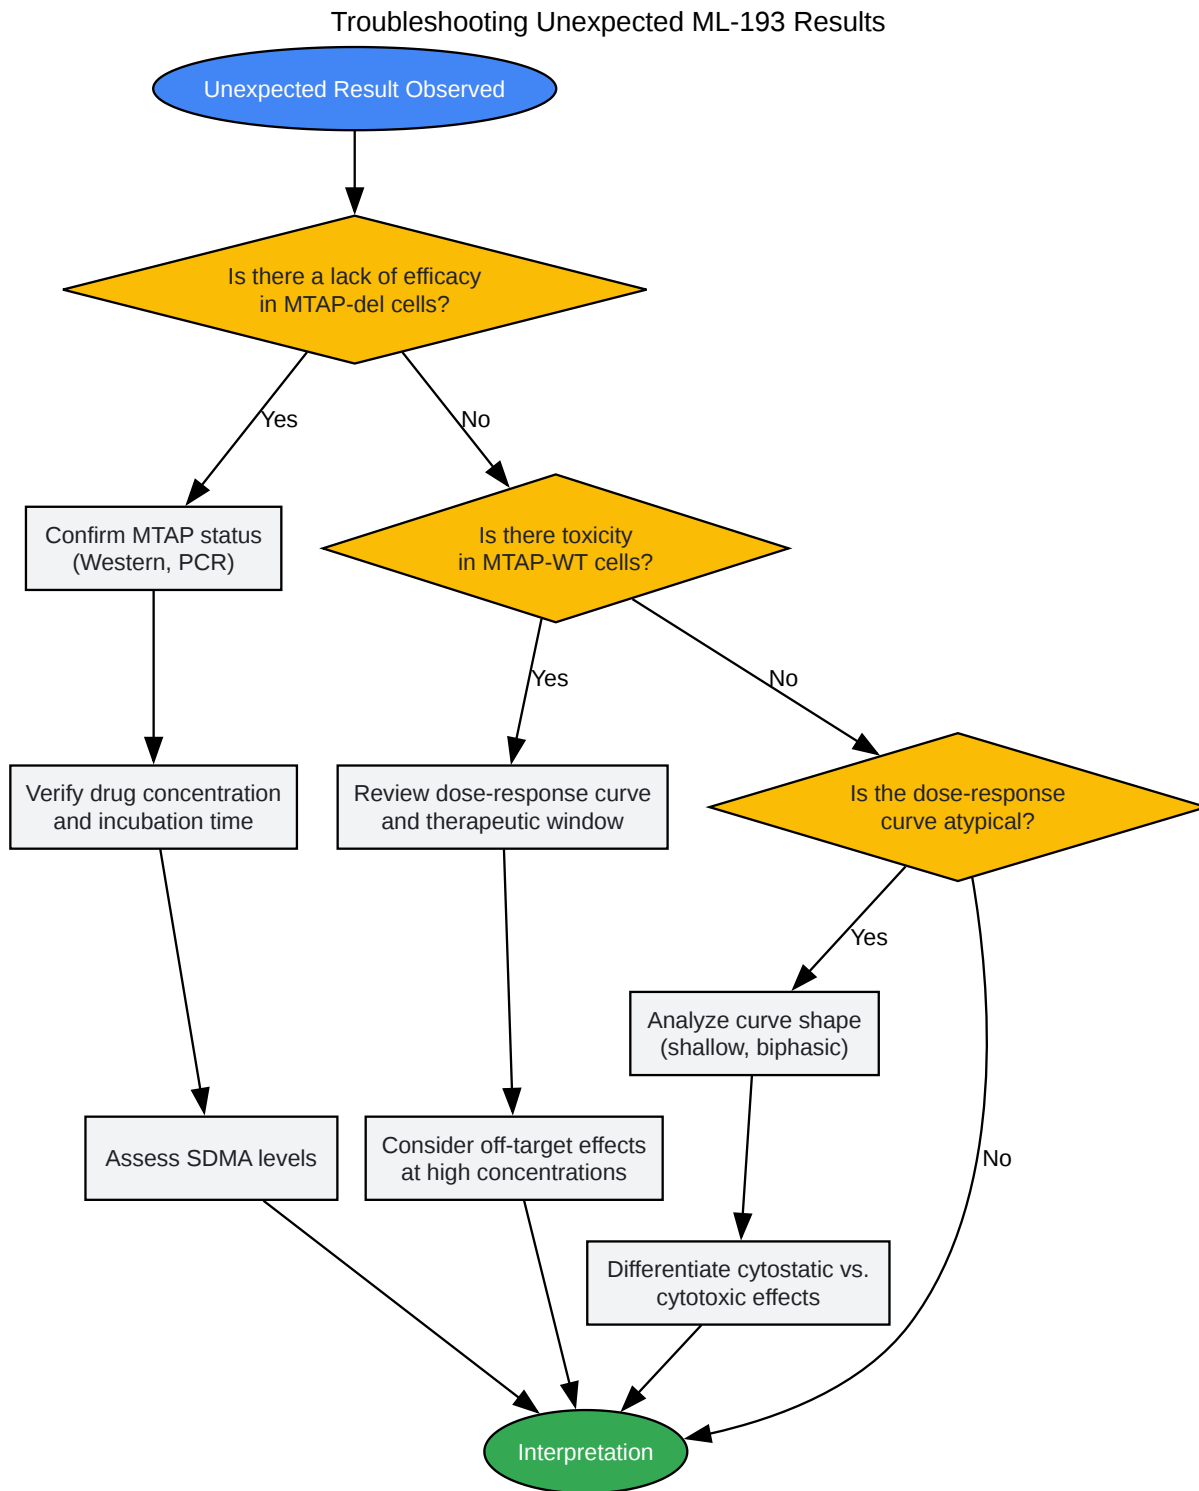 Troubleshooting Unexpected ML-193 Results
Unexpected Result Observed
Is there a lack of efficacy
in MTAP-del cells?
Yes
No
Confirm MTAP status
(Western, PCR)
Is there toxicity
in MTAP-WT cells?
Yes
No
Verify drug concentration
and incubation time
Review dose-response curve
and therapeutic window
Is the dose-response
curve atypical?
Yes
Analyze curve shape
(shallow, biphasic)
Assess SDMA levels
Consider off-target effects
at high concentrations
No
Differentiate cytostatic vs.
cytotoxic effects
Interpretation